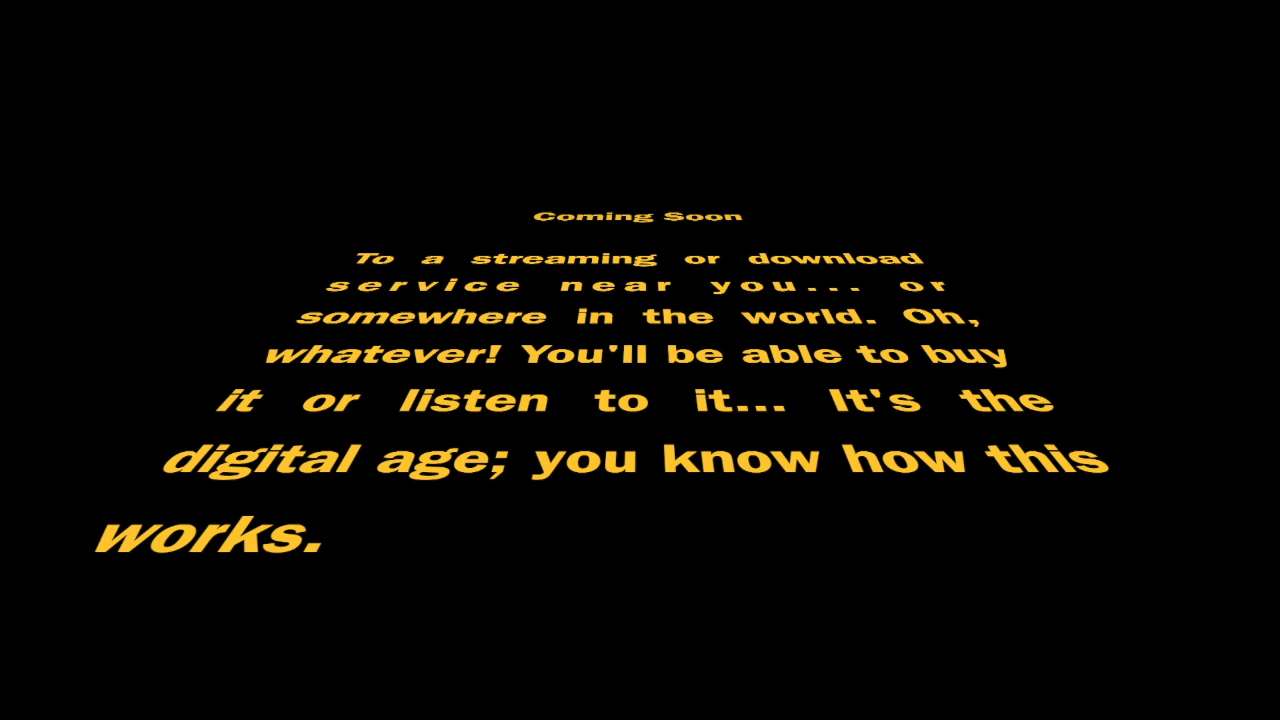 Coming Soon
To a streaming or download
service near you... or
somewhere in the world. Oh,
whatever! You'll be able to buy
it or listen to it... It's the
digital age; you know how this
works.